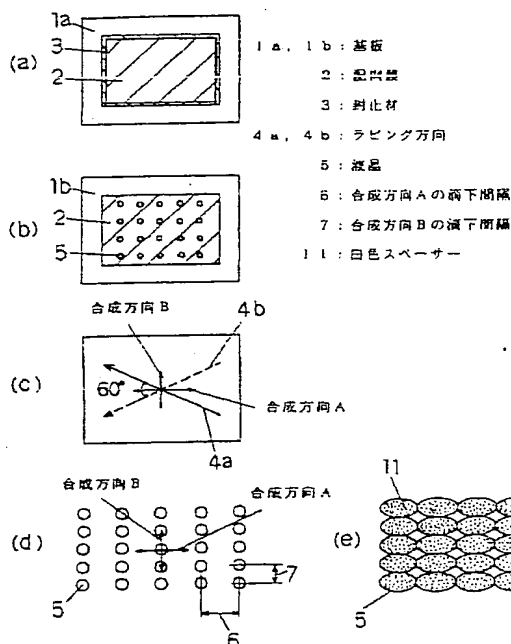 (a)
1a
3
2
1a, 1b : 基板
2 : 配向膜
3 : 封止材
4a, 4b : ラビング方向
5 : 液晶
6 : 合成方向Aの滴下間隔
7 : 合成方向Bの滴下間隔
11 : 白色スペーサー
(b)
1b
2
5
(c)
合成方向B
4b
60°
合成方向A
4a
(d)
合成方向B
合成方向A
5
7
6
(e)
11
5